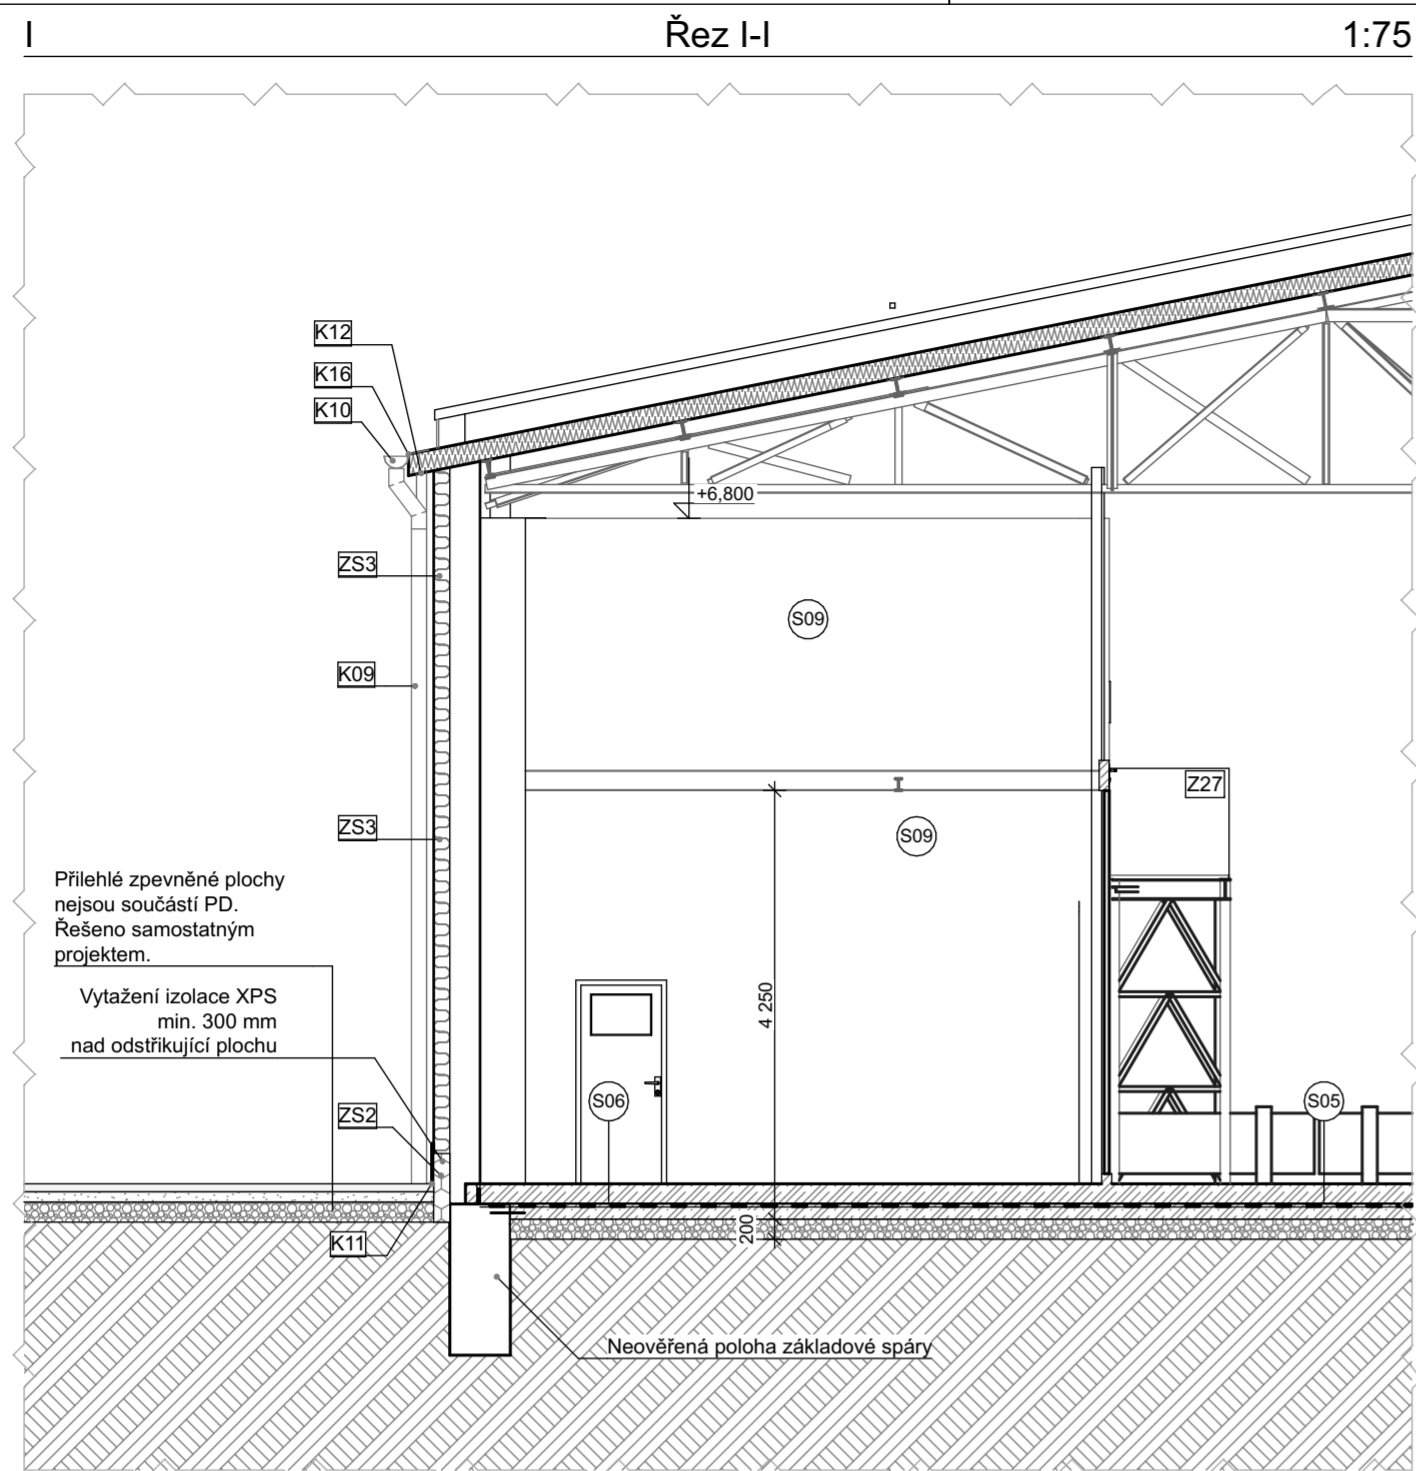 I
Řez I-I
1:75
K12
K16
K10
+6,800
ZS3
S09
K09
Z27
ZS3
S09
Přilehlé zpevněné plochy
nejsou součástí PD.
Řešeno samostatným
projektem.
Vytažení izolace XPS
min. 300 mm
nad odstřikující plochu
4 250
S06
S05
ZS2
200
K11
Neověřená poloha základové spáry